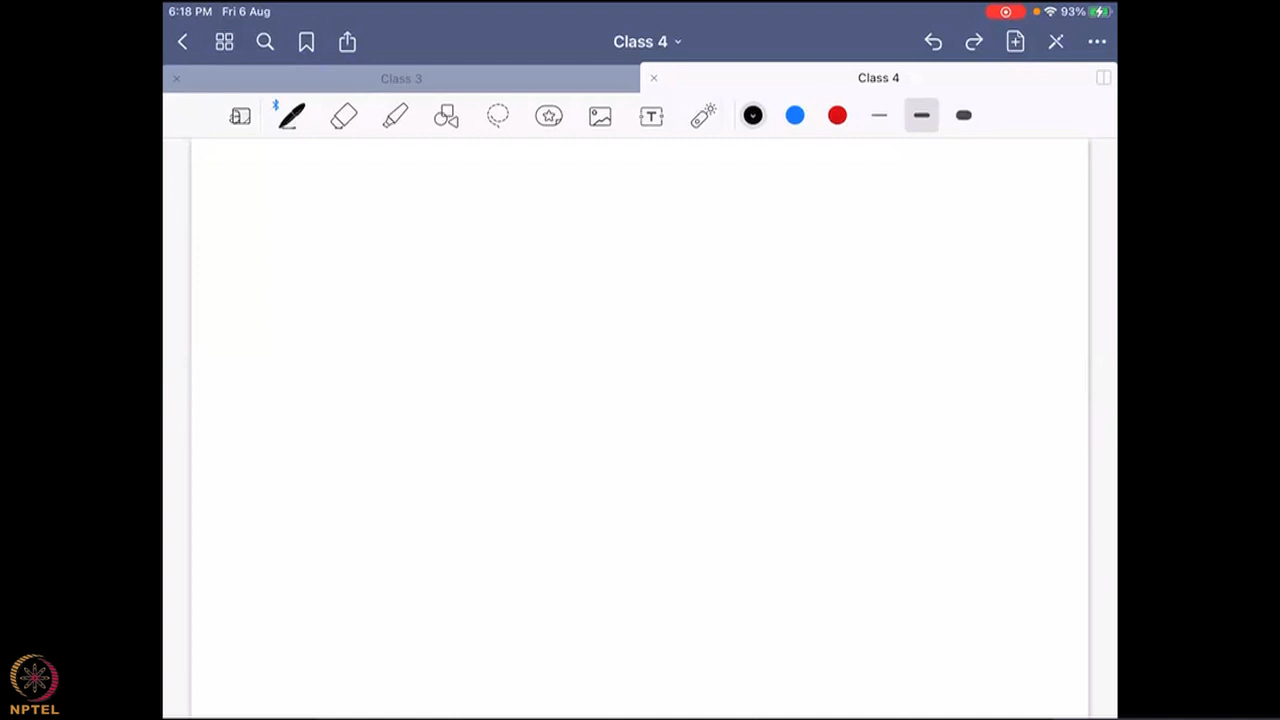 6:18 PM Fri 6 Aug 93%
Class 4
Class 3 Class 4
T
NPTEL